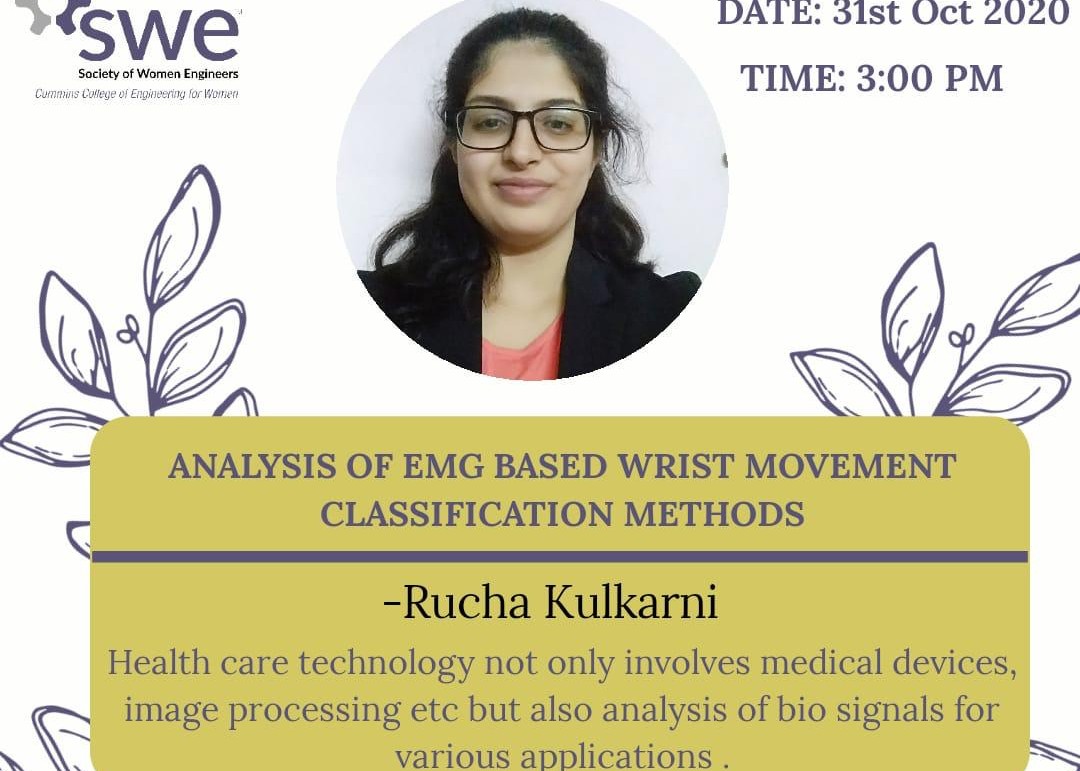 swe
Society of Women Engineers
Cummins College of Engineering for Women
DATE: 31st Oct 2020
TIME: 3:00 PM
ANALYSIS OF EMG BASED WRIST MOVEMENT
CLASSIFICATION METHODS
-Rucha Kulkarni
Health care technology not only involves medical devices,
image processing etc but also analysis of bio signals for
various applications .